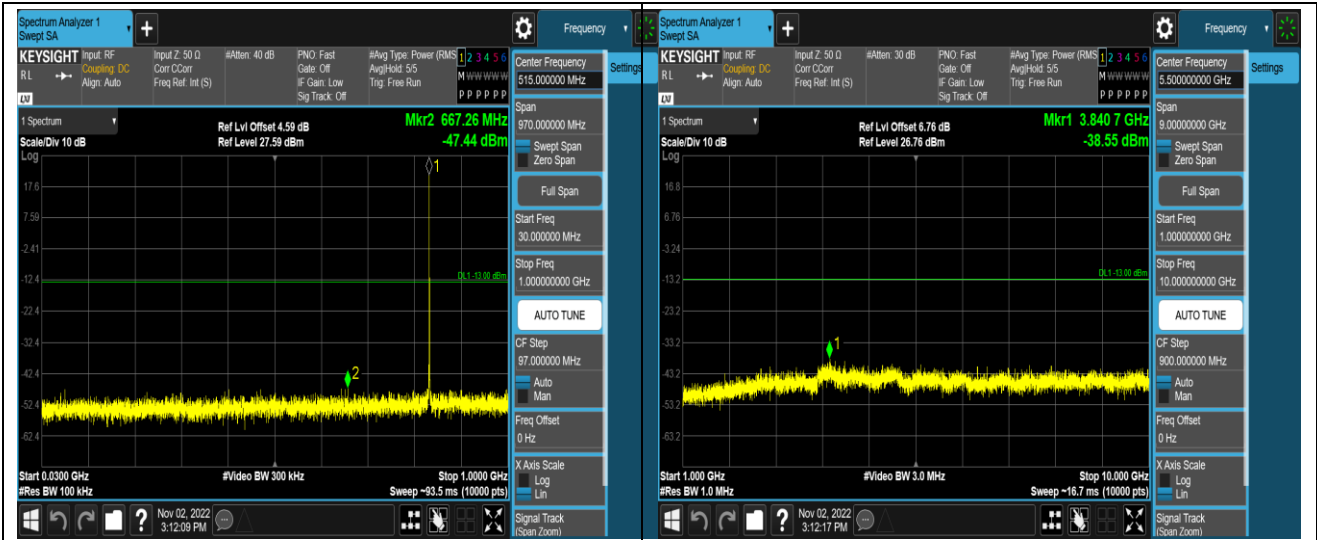 Spectrum Analyzer 1
Swept SA
+
Frequency
KEYSIGHT
RL
LXI
Input: RF
Coupling: DC
Align: Auto
Input Z: 50 Ω
Corr CCorr
Freq Ref: Int (S)
#Atten: 40 dB
PNO: Fast
Gate: Off
IF Gain: Low
Sig Track: Off
#Avg Type: Power (RMS
Avg|Hold: 5/5
Trig: Free Run
1 2 3 4 5 6
M W W W W W
P P P P P P
1 Spectrum
Scale/Div 10 dB
Log
Ref Lvl Offset 4.59 dB
Ref Level 27.59 dBm
Mkr2 667.26 MHz
-47.44 dBm
17.6
7.59
-2.41
-12.4
-22.4
-32.4
-42.4
-52.4
-62.4
1
DL1 -13.00 dBm
2
Start 0.0300 GHz
#Res BW 100 kHz
#Video BW 300 kHz
Stop 1.0000 GHz
Sweep ~93.5 ms (10000 pts)
Center Frequency
515.000000 MHz
Settings
Span
970.000000 MHz
Swept Span
Zero Span
Full Span
Start Freq
30.000000 MHz
Stop Freq
1.000000000 GHz
AUTO TUNE
CF Step
97.000000 MHz
Auto
Man
Freq Offset
0 Hz
X Axis Scale
Log
Lin
Signal Track
(Span Zoom)
?
Nov 02, 2022
3:12:09 PM
Spectrum Analyzer 1
Swept SA
+
Frequency
KEYSIGHT
RL
LXI
Input: RF
Coupling: DC
Align: Auto
Input Z: 50 Ω
Corr CCorr
Freq Ref: Int (S)
#Atten: 30 dB
PNO: Fast
Gate: Off
IF Gain: Low
Sig Track: Off
#Avg Type: Power (RMS
Avg|Hold: 5/5
Trig: Free Run
1 2 3 4 5 6
M W W W W W
P P P P P P
1 Spectrum
Scale/Div 10 dB
Log
Ref Lvl Offset 6.76 dB
Ref Level 26.76 dBm
Mkr1 3.840 7 GHz
-38.55 dBm
16.8
6.76
-3.24
-13.2
-23.2
-33.2
-43.2
-53.2
-63.2
DL1 -13.00 dBm
1
Start 1.000 GHz
#Res BW 1.0 MHz
#Video BW 3.0 MHz
Stop 10.000 GHz
Sweep ~16.7 ms (10000 pts)
Center Frequency
5.500000000 GHz
Settings
Span
9.00000000 GHz
Swept Span
Zero Span
Full Span
Start Freq
1.000000000 GHz
Stop Freq
10.000000000 GHz
AUTO TUNE
CF Step
900.000000 MHz
Auto
Man
Freq Offset
0 Hz
X Axis Scale
Log
Lin
Signal Track
(Span Zoom)
?
Nov 02, 2022
3:12:17 PM